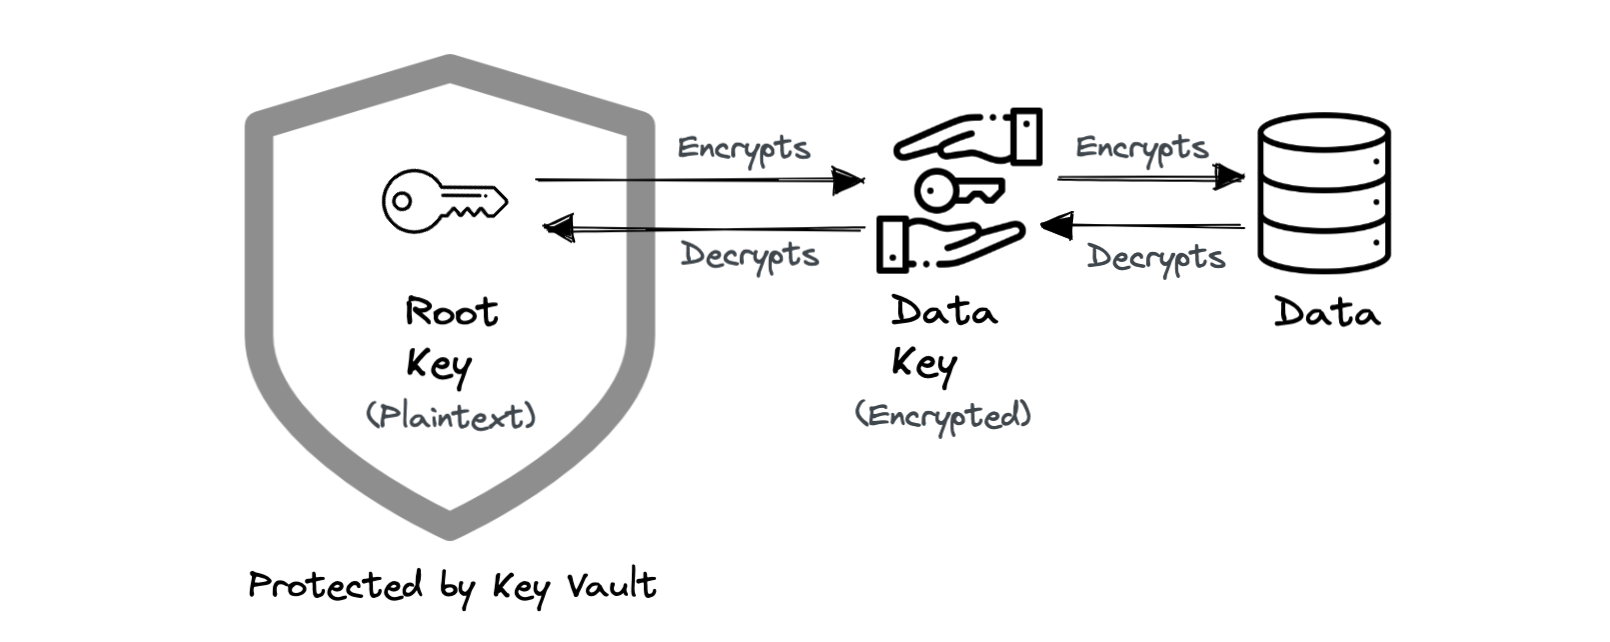 Encrypts
Encrypts
Decrypts
Decrypts
Root
Key
(Plaintext)
Data
Key
(Encrypted)
Data
Protected by Key Vault